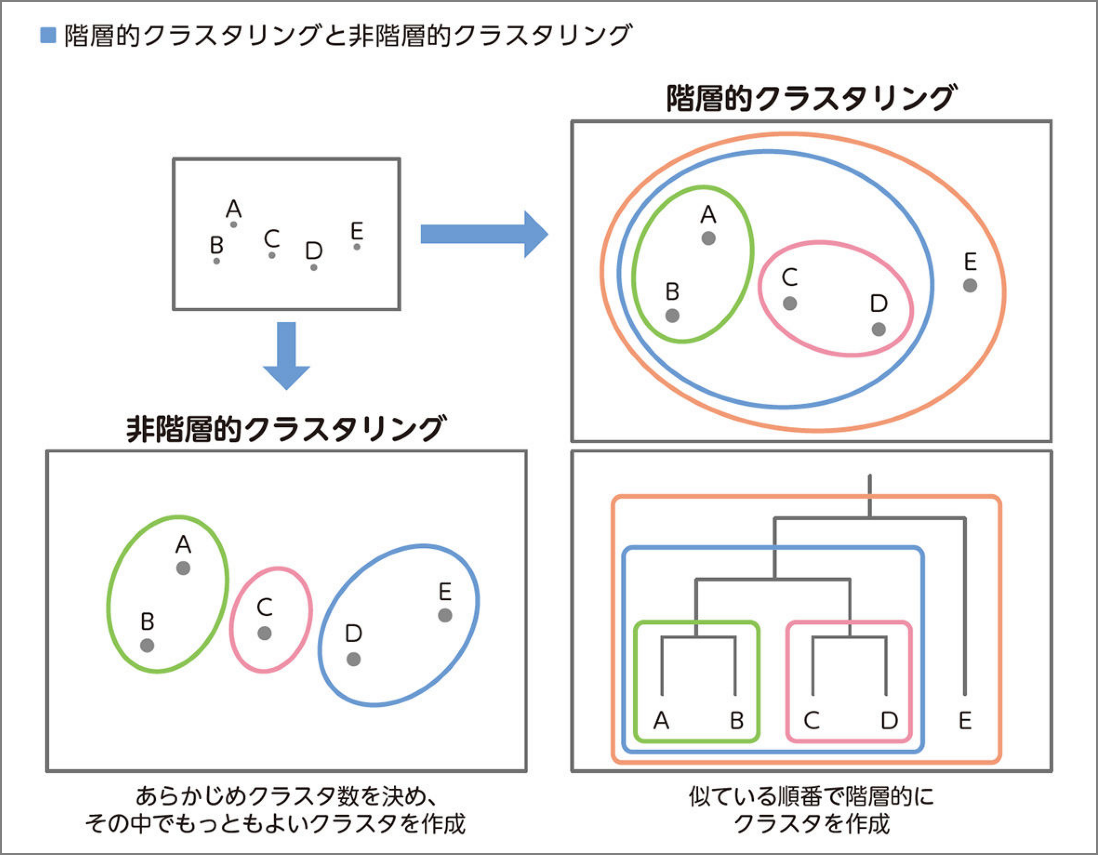 階層的クラスタリングと非階層的クラスタリング
階層的クラスタリング
A
B
C
D
E
A
B
C
D
E
非階層的クラスタリング
A
B
C
D
E
A B C D E
あらかじめクラスタ数を決め、
その中でもっともよいクラスタを作成
似ている順番で階層的に
クラスタを作成